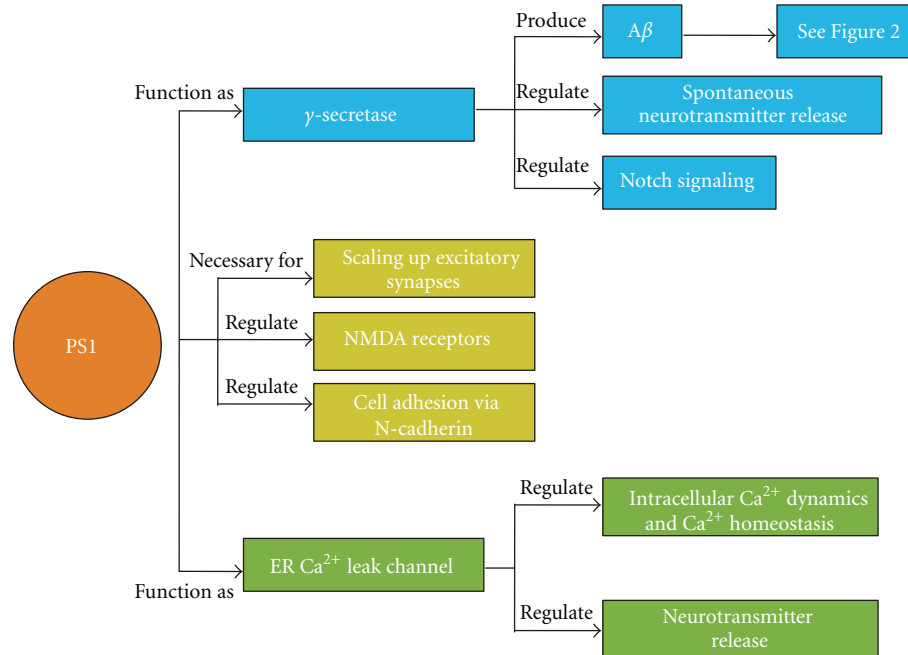 Produce
Aβ
See Figure 2
Function as
γ-secretase
Regulate
Spontaneous
neurotransmitter release
Regulate
Notch signaling
PS1
Necessary for
Scaling up excitatory
synapses
Regulate
NMDA receptors
Regulate
Cell adhesion via
N-cadherin
Function as
ER Ca²⁺ leak channel
Regulate
Intracellular Ca²⁺ dynamics
and Ca²⁺ homeostasis
Regulate
Neurotransmitter
release